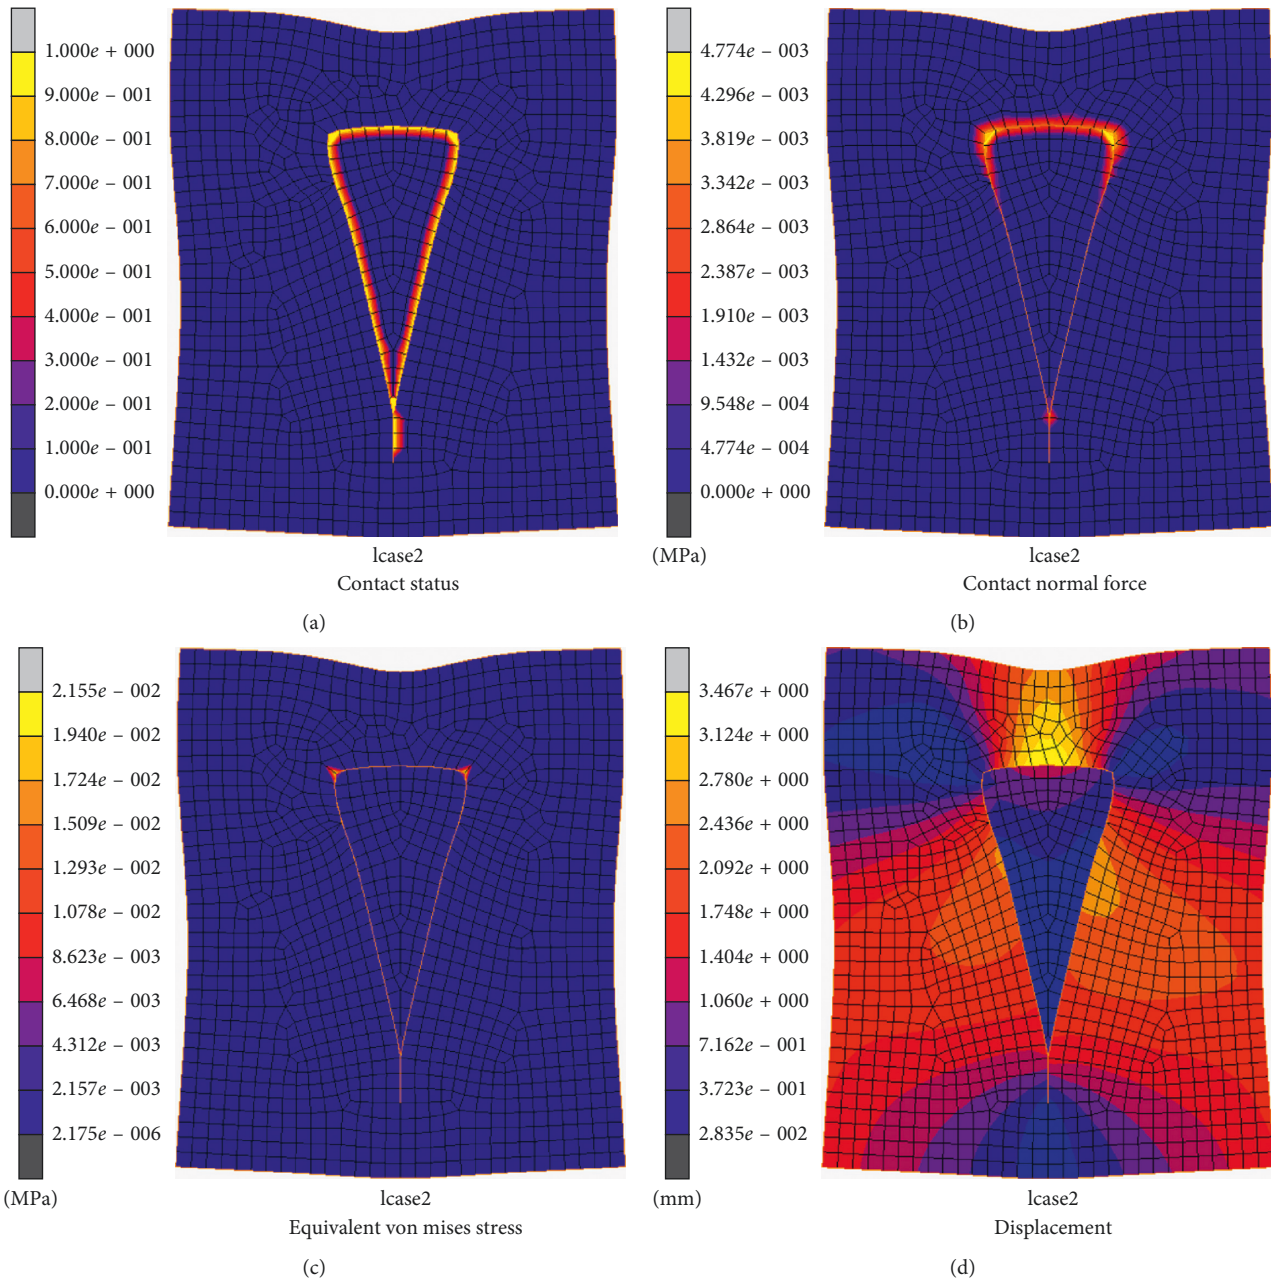 1.000e + 000
9.000e – 001
8.000e – 001
7.000e – 001
6.000e – 001
5.000e – 001
4.000e – 001
3.000e – 001
2.000e – 001
1.000e – 001
0.000e + 000
lcase2
Contact status
(a)
4.774e – 003
4.296e – 003
3.819e – 003
3.342e – 003
2.864e – 003
2.387e – 003
1.910e – 003
1.432e – 003
9.548e – 004
4.774e – 004
0.000e + 000
(MPa)
lcase2
Contact normal force
(b)
2.155e – 002
1.940e – 002
1.724e – 002
1.509e – 002
1.293e – 002
1.078e – 002
8.623e – 003
6.468e – 003
4.312e – 003
2.157e – 003
2.175e – 006
(MPa)
lcase2
Equivalent von mises stress
(c)
3.467e + 000
3.124e + 000
2.780e + 000
2.436e + 000
2.092e + 000
1.748e + 000
1.404e + 000
1.060e + 000
7.162e – 001
3.723e – 001
2.835e – 002
(mm)
lcase2
Displacement
(d)